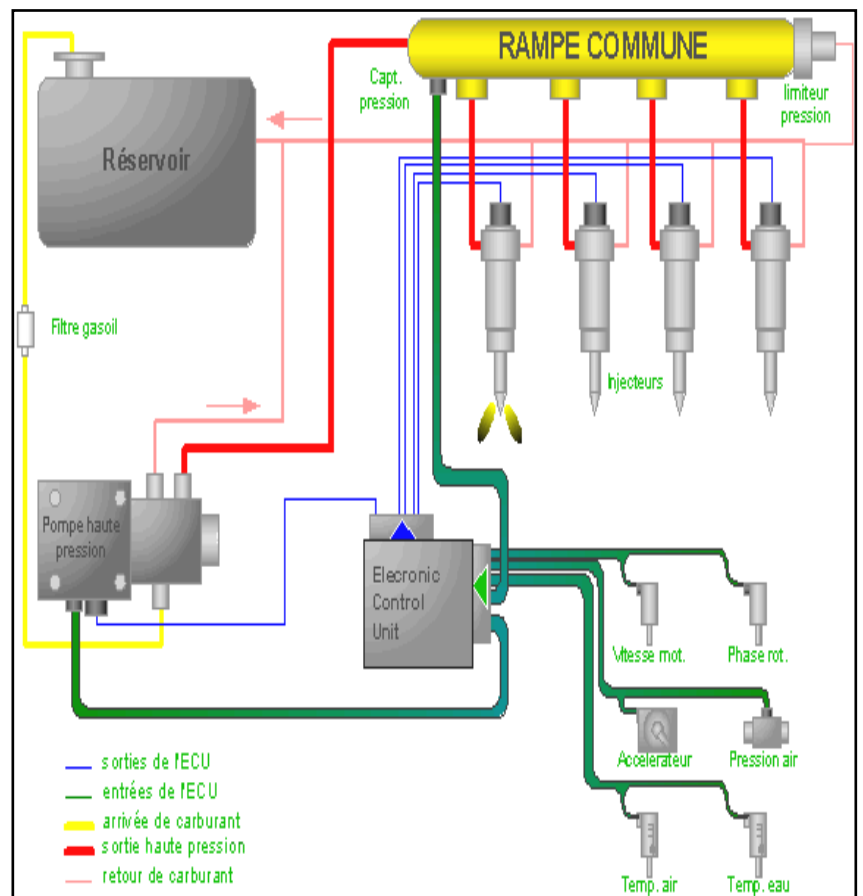 RAMPE COMMUNE
Capt.
pression
limiteur
pression
Réservoir
Filtre gasoil
Injecteurs
Pompe haute
pression
Elecronic
Control
Unit
Vitesse mot.
Phase rot.
Accelerateur
Pression air
Temp. air
Temp. eau
sorties de l'ECU
entrées de l'ECU
arrivée de carburant
sortie haute pression
retour de carburant